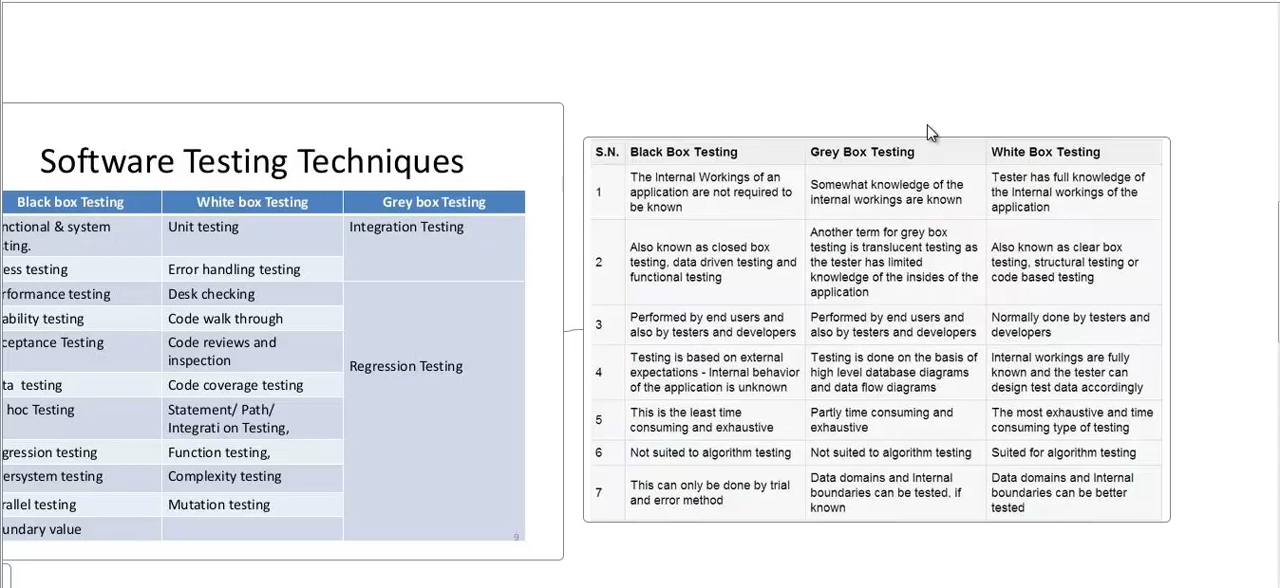 Software Testing Techniques
Black box Testing
White box Testing
Grey box Testing
nctional & system
sting.
Unit testing
Integration Testing
ess testing
Error handling testing
rformance testing
Desk checking
Regression Testing
ability testing
Code walk through
ceptance Testing
Code reviews and
inspection
ta testing
Code coverage testing
hoc Testing
Statement/ Path/
Integrati on Testing,
gression testing
Function testing,
ersystem testing
Complexity testing
rallel testing
Mutation testing
undary value
9
S.N.
Black Box Testing
Grey Box Testing
White Box Testing
1
The Internal Workings of an
application are not required to
be known
Somewhat knowledge of the
internal workings are known
Tester has full knowledge of
the Internal workings of the
application
2
Also known as closed box
testing, data driven testing and
functional testing
Another term for grey box
testing is translucent testing as
the tester has limited
knowledge of the insides of the
application
Also known as clear box
testing, structural testing or
code based testing
3
Performed by end users and
also by testers and developers
Performed by end users and
also by testers and developers
Normally done by testers and
developers
4
Testing is based on external
expectations - Internal behavior
of the application is unknown
Testing is done on the basis of
high level database diagrams
and data flow diagrams
Internal workings are fully
known and the tester can
design test data accordingly
5
This is the least time
consuming and exhaustive
Partly time consuming and
exhaustive
The most exhaustive and time
consuming type of testing
6
Not suited to algorithm testing
Not suited to algorithm testing
Suited for algorithm testing
7
This can only be done by trial
and error method
Data domains and Internal
boundaries can be tested, if
known
Data domains and Internal
boundaries can be better
tested